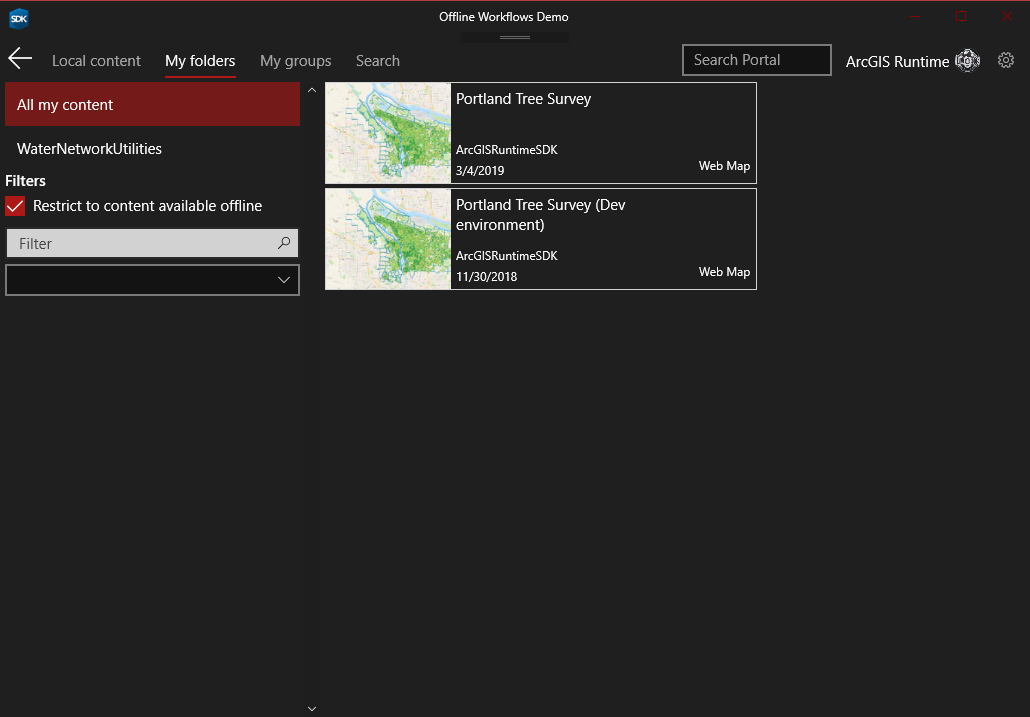 SDK
Offline Workflows Demo
Local content
My folders
My groups
Search
Search Portal
ArcGIS Runtime
All my content
WaterNetworkUtilities
Filters
Restrict to content available offline
Filter
Portland Tree Survey
ArcGISRuntimeSDK
3/4/2019
Web Map
Portland Tree Survey (Dev
environment)
ArcGISRuntimeSDK
11/30/2018
Web Map